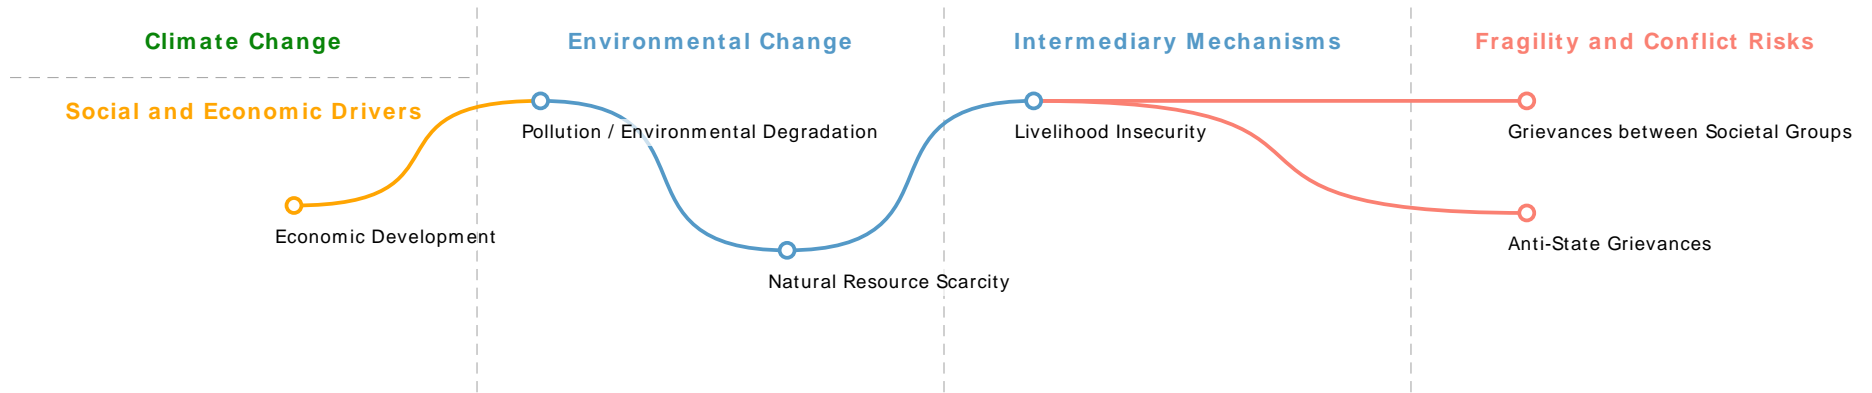 Climate Change
Environmental Change
Intermediary Mechanisms
Fragility and Conflict Risks
Social and Economic Drivers
Pollution / Environmental Degradation
Livelihood Insecurity
Grievances between Societal Groups
Economic Development
Anti-State Grievances
Natural Resource Scarcity